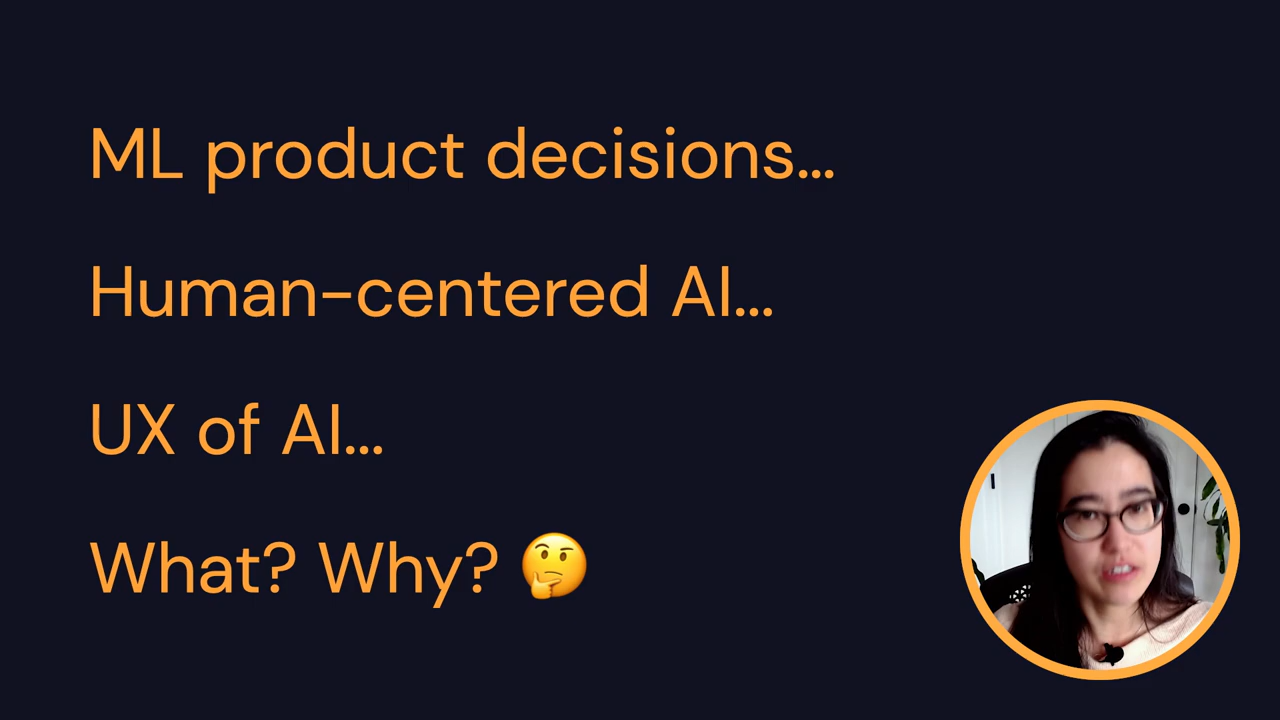 ML product decisions...
Human-centered AI...
UX of AI...
What? Why? 🤔